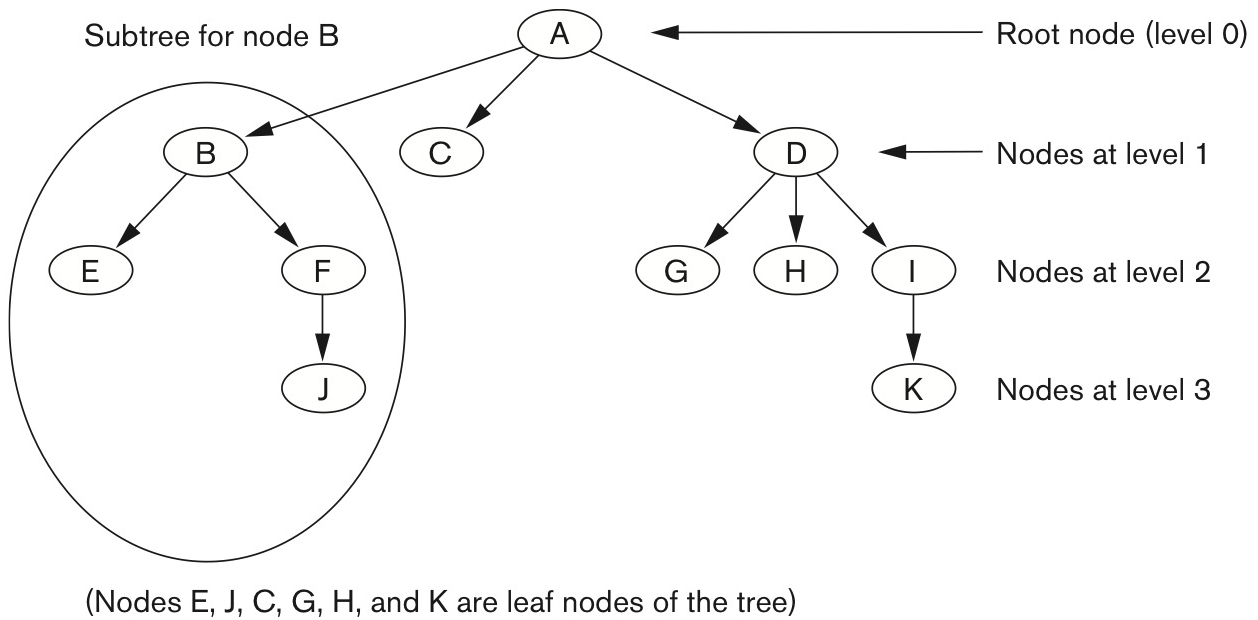 Subtree for node B
A
Root node (level 0)
B
C
D
Nodes at level 1
E
F
G
H
I
Nodes at level 2
J
K
Nodes at level 3
(Nodes E, J, C, G, H, and K are leaf nodes of the tree)